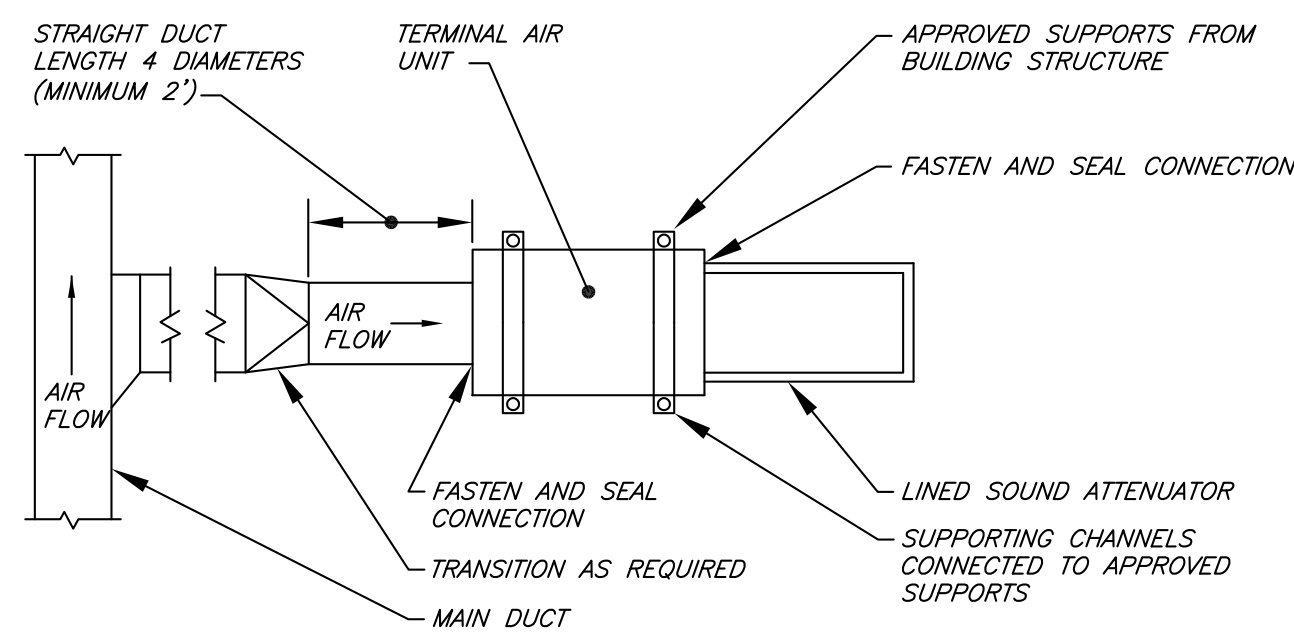 STRAIGHT DUCT
LENGTH 4 DIAMETERS
(MINIMUM 2')
TERMINAL AIR
UNIT
APPROVED SUPPORTS FROM
BUILDING STRUCTURE
FASTEN AND SEAL CONNECTION
AIR
FLOW
AIR
FLOW
FASTEN AND SEAL
CONNECTION
TRANSITION AS REQUIRED
MAIN DUCT
LINED SOUND ATTENUATOR
SUPPORTING CHANNELS
CONNECTED TO APPROVED
SUPPORTS